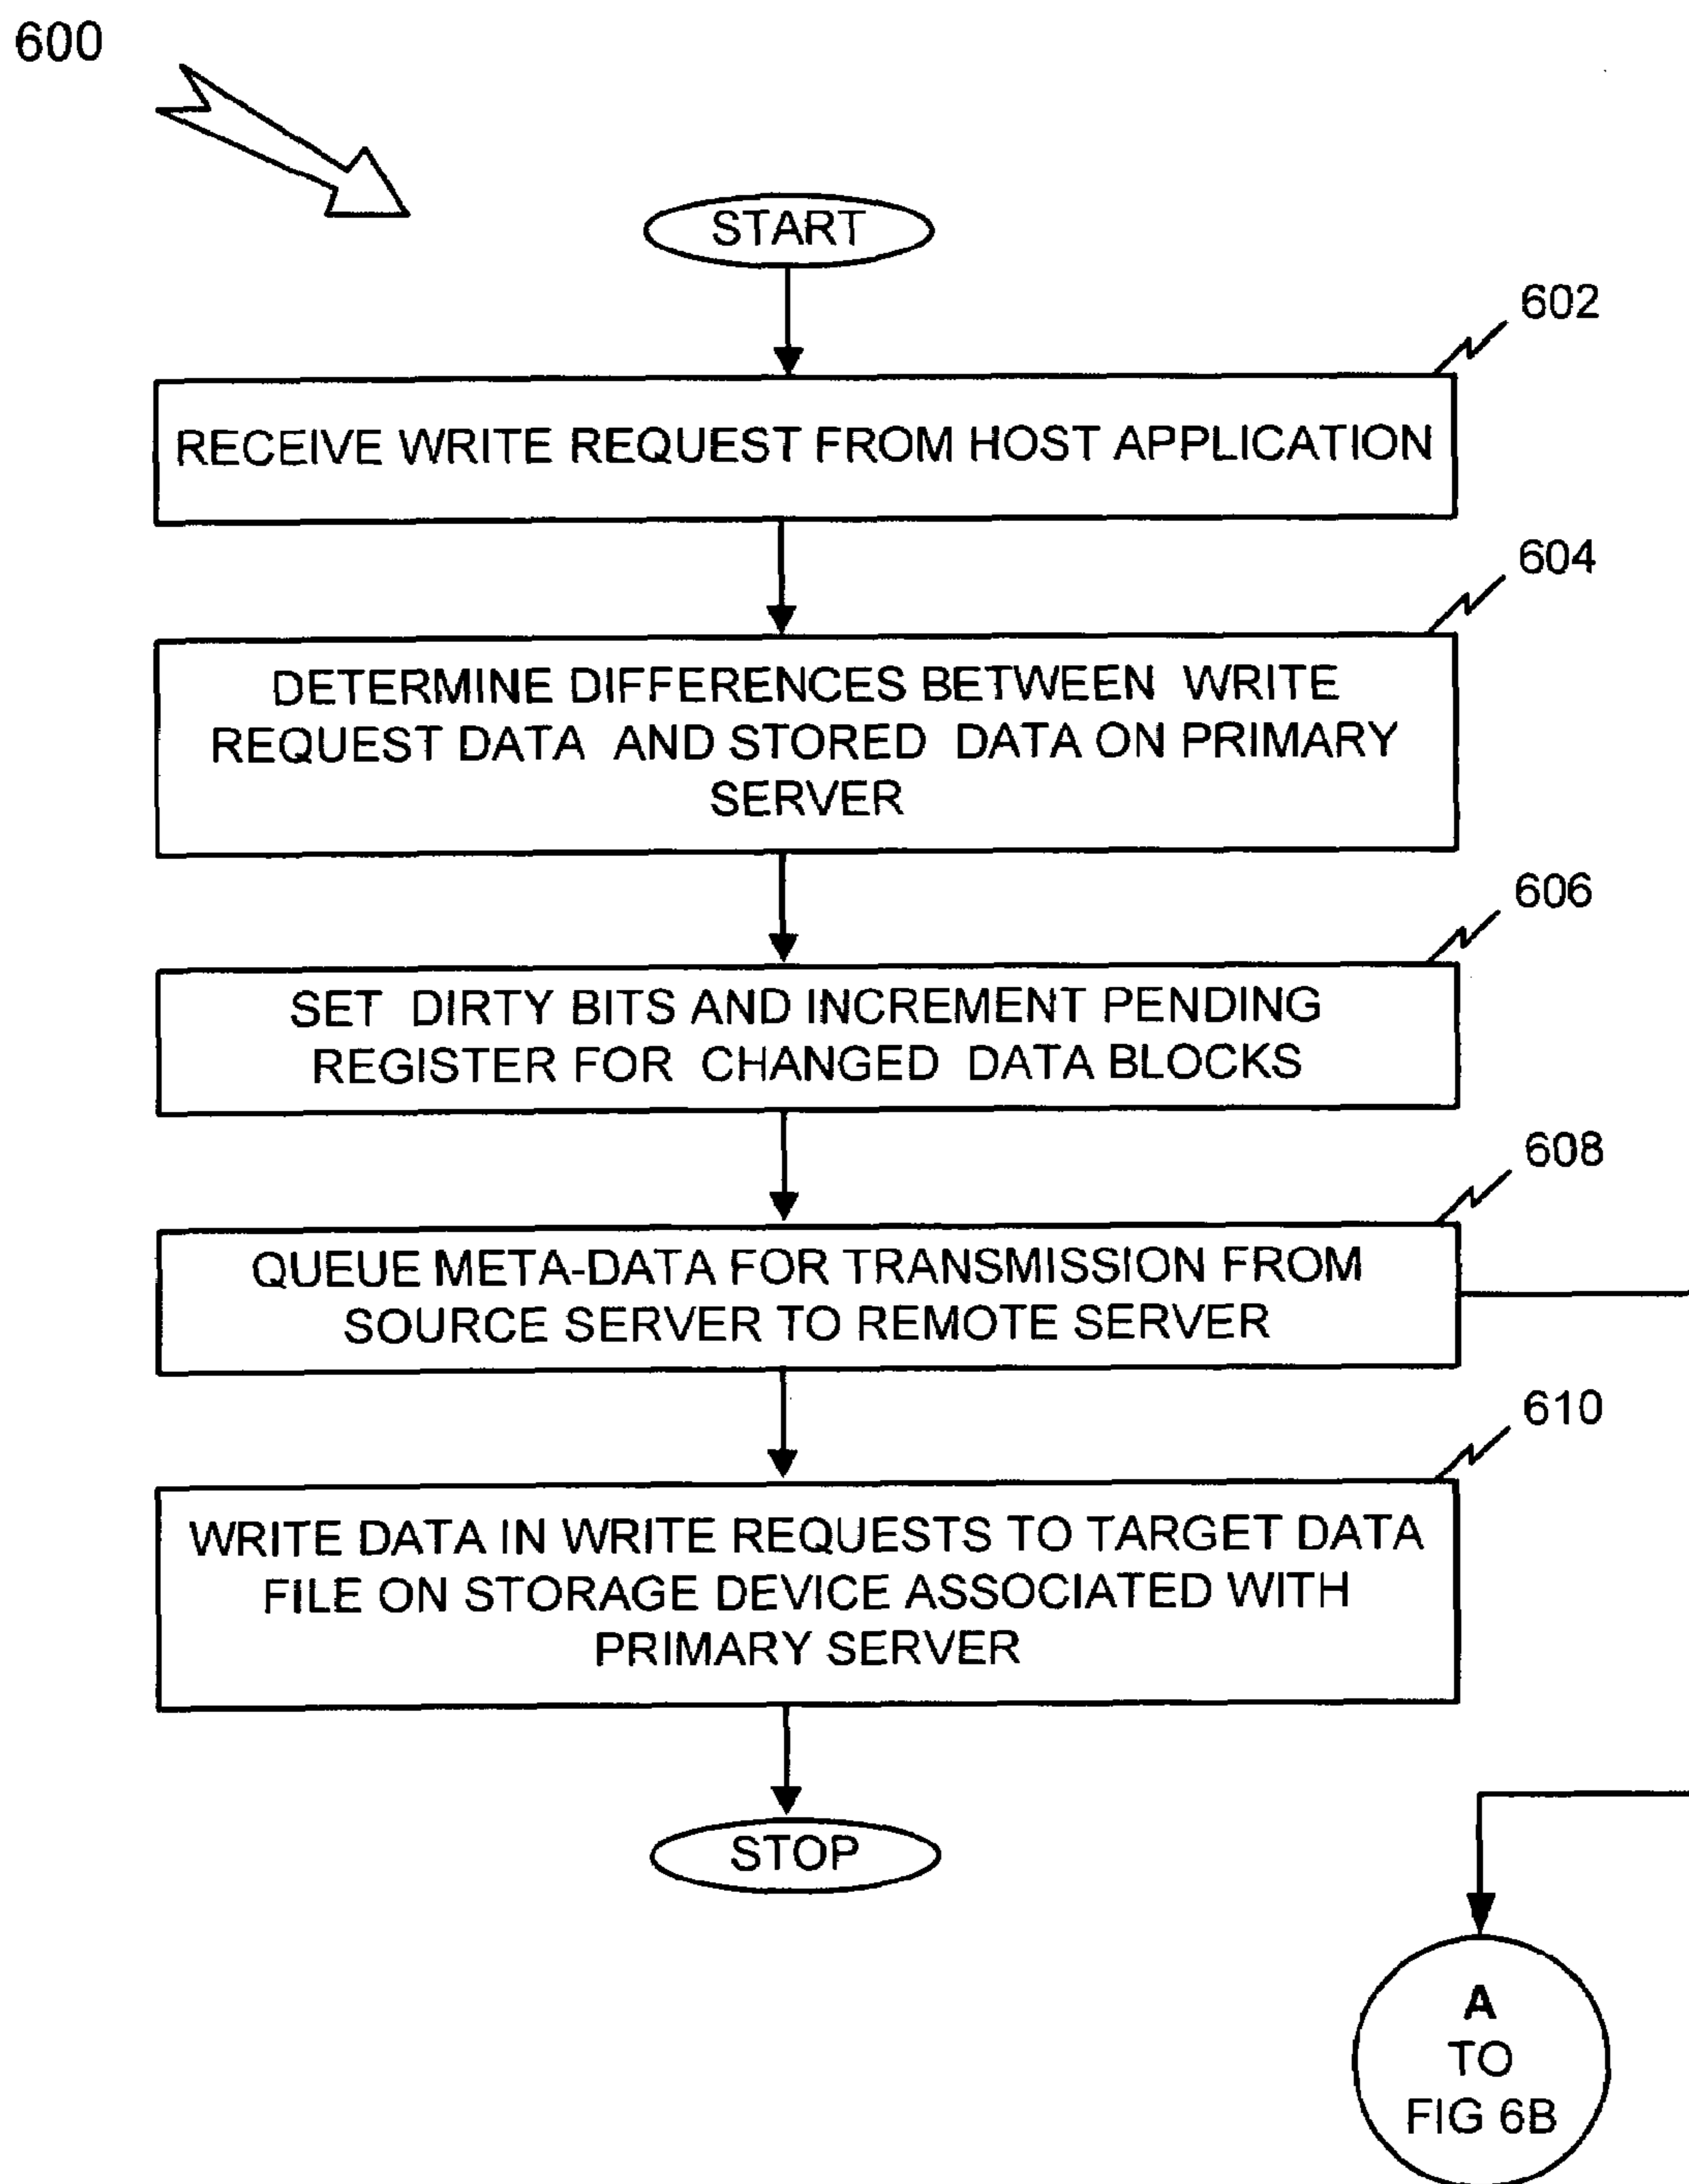 600
START
602
RECEIVE WRITE REQUEST FROM HOST APPLICATION
604
DETERMINE DIFFERENCES BETWEEN WRITE
REQUEST DATA AND STORED DATA ON PRIMARY
SERVER
606
SET DIRTY BITS AND INCREMENT PENDING
REGISTER FOR CHANGED DATA BLOCKS
608
QUEUE META-DATA FOR TRANSMISSION FROM
SOURCE SERVER TO REMOTE SERVER
610
WRITE DATA IN WRITE REQUESTS TO TARGET DATA
FILE ON STORAGE DEVICE ASSOCIATED WITH
PRIMARY SERVER
STOP
A
TO
FIG 6B